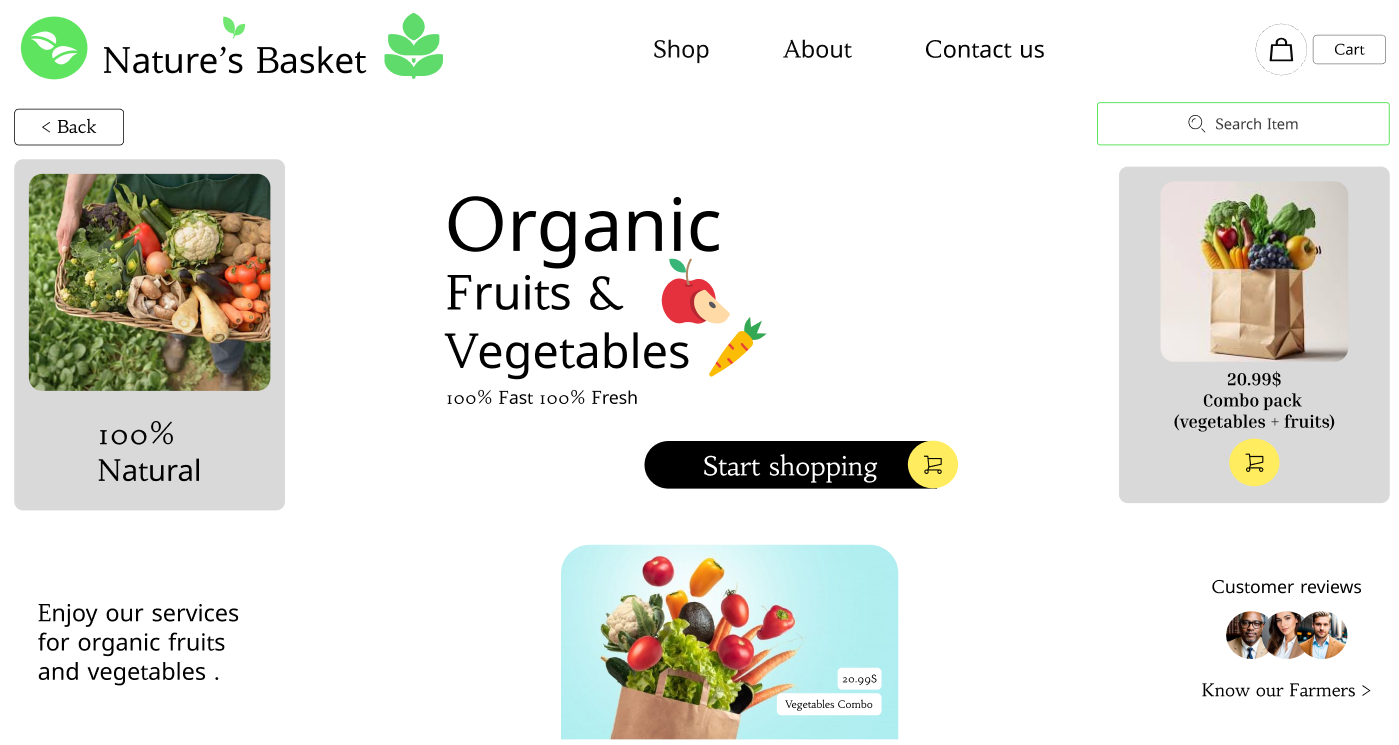 Nature’s Basket
Shop
About
Contact us
Cart
< Back
Search Item
100%
Natural
Organic
Fruits &
Vegetables
100% Fast 100% Fresh
Start shopping
20.99$
Combo pack
(vegetables + fruits)
Enjoy our services
for organic fruits
and vegetables .
20.99$
Vegetables Combo
Customer reviews
Know our Farmers >